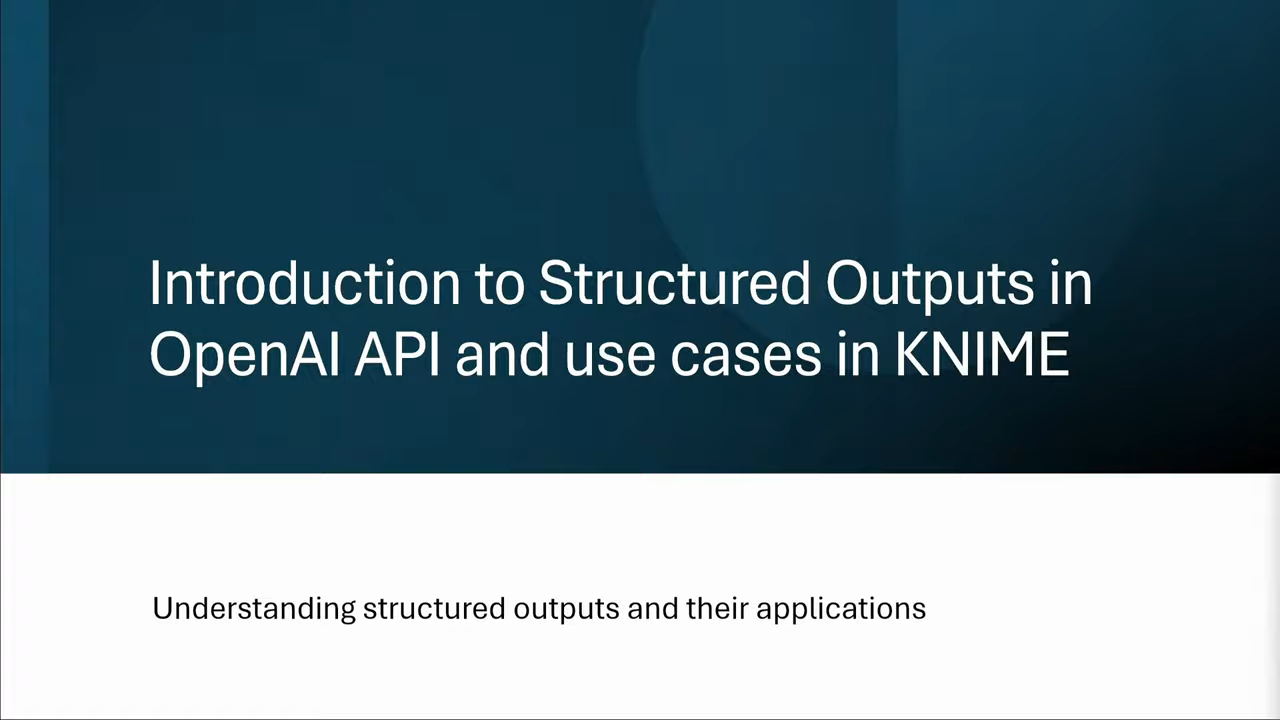 Introduction to Structured Outputs in
OpenAI API and use cases in KNIME
Understanding structured outputs and their applications